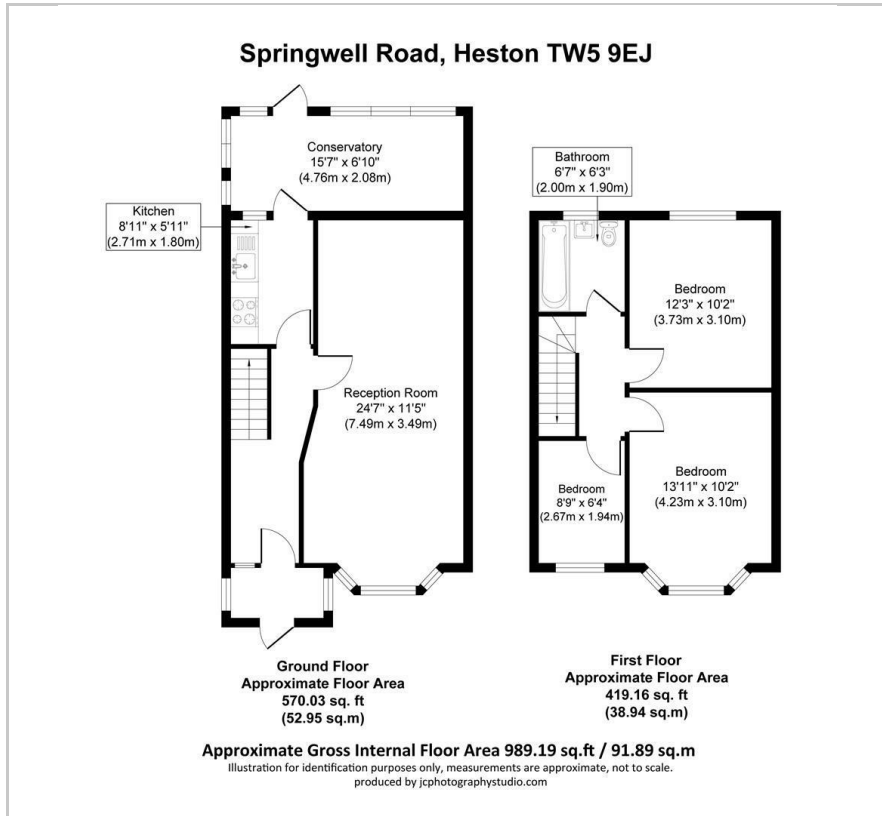 Springwell Road, Heston TW5 9EJ
Conservatory
15'7" x 6'10"
(4.76m x 2.08m)
Kitchen
8'11" x 5'11"
(2.71m x 1.80m)
Reception Room
24'7" x 11'5"
(7.49m x 3.49m)
Ground Floor
Approximate Floor Area
570.03 sq. ft
(52.95 sq.m)
Bathroom
6'7" x 6'3"
(2.00m x 1.90m)
Bedroom
12'3" x 10'2"
(3.73m x 3.10m)
Bedroom
13'11" x 10'2"
(4.23m x 3.10m)
Bedroom
8'9" x 6'4"
(2.67m x 1.94m)
First Floor
Approximate Floor Area
419.16 sq. ft
(38.94 sq.m)
Approximate Gross Internal Floor Area 989.19 sq.ft / 91.89 sq.m
Illustration for identification purposes only, measurements are approximate, not to scale.
produced by jcphotographystudio.com